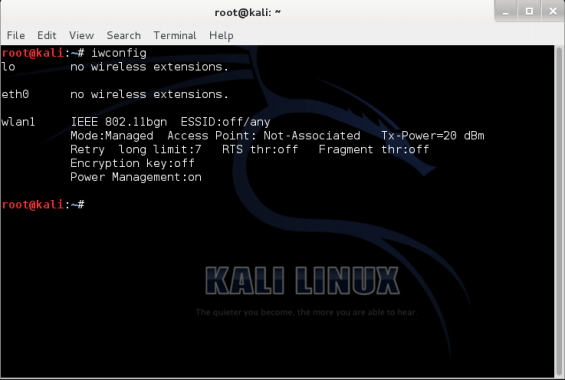 root@kali: ~
File Edit View Search Terminal Help
root@kali:~# iwconfig
lo        no wireless extensions.
eth0      no wireless extensions.
wlan1     IEEE 802.11bgn  ESSID:off/any
          Mode:Managed  Access Point: Not-Associated   Tx-Power=20 dBm
          Retry  long limit:7   RTS thr:off   Fragment thr:off
          Encryption key:off
          Power Management:on
root@kali:~#
KALI LINUX
The quieter you become, the more you are able to hear.